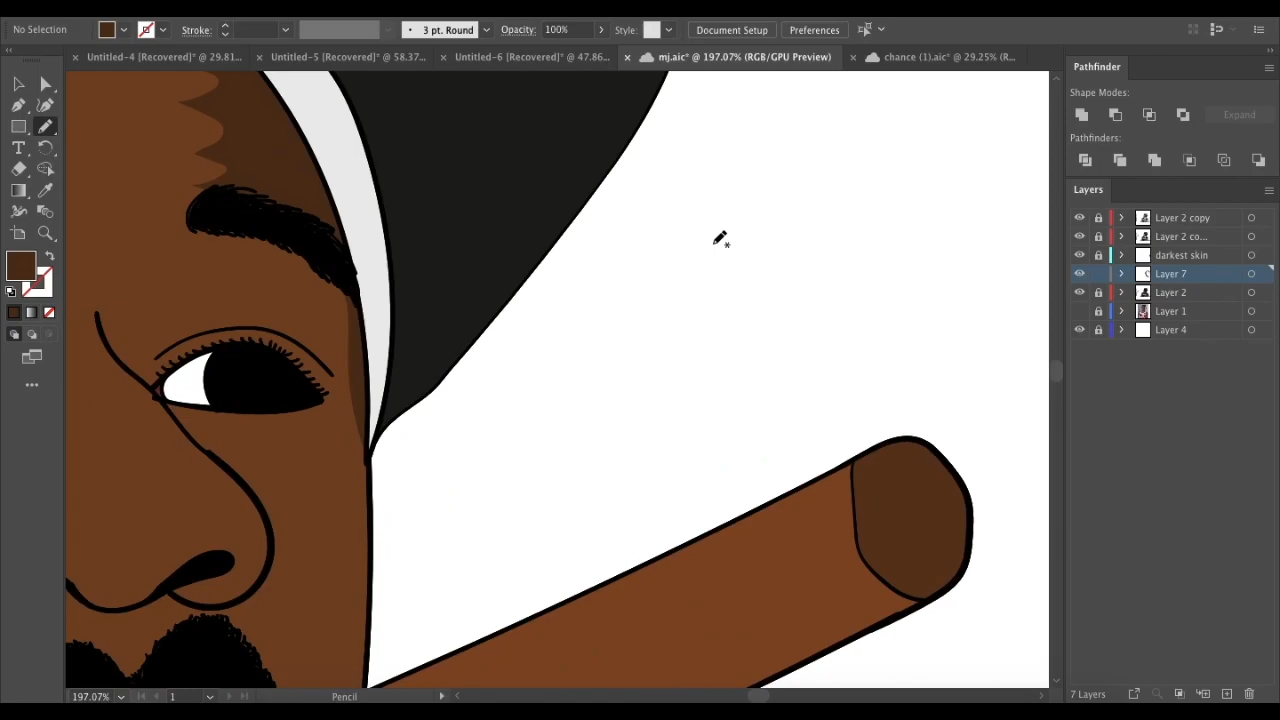 No Selection Stroke: • 3 pt. Round Opacity: 100% Style: Document Setup Preferences
× Untitled-4 [Recovered]* @ 29.81... × Untitled-5 [Recovered]* @ 58.37... × Untitled-6 [Recovered]* @ 47.86... × mj.aic* @ 197.07% (RGB/GPU Preview) × chance (1).aic* @ 29.25% (R...
Pathfinder
Shape Modes:
Expand
Pathfinders:
Layers
Layer 2 copy
Layer 2 co...
darkest skin
Layer 7
Layer 2
Layer 1
Layer 4
197.07% 1 Pencil
7 Layers